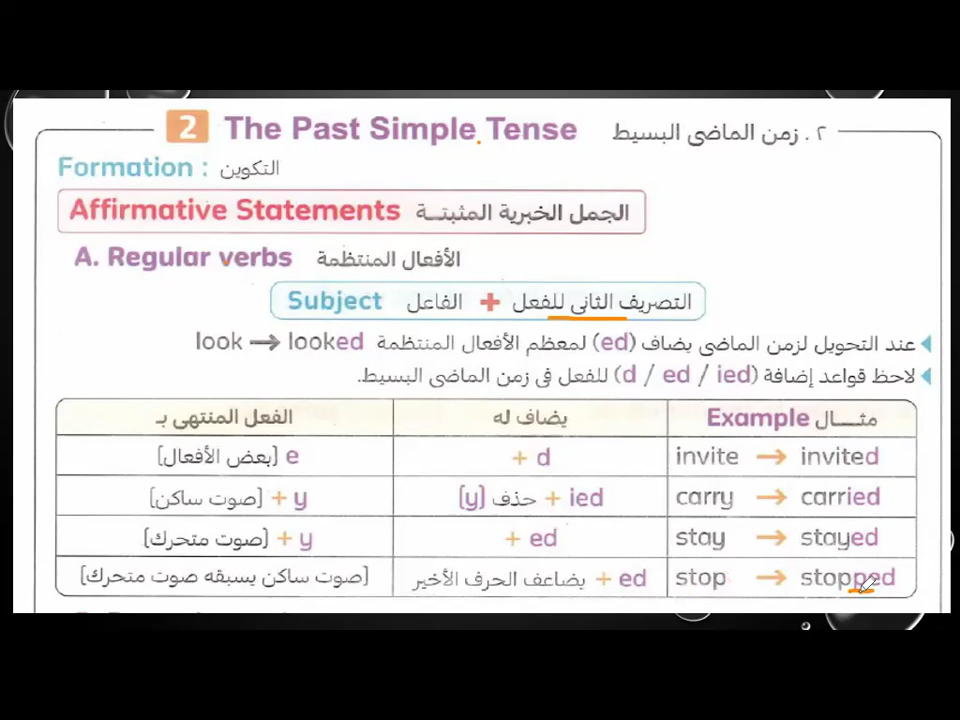 2 The Past Simple Tense ٢ . زمن الماضى البسيط
Formation : التكوين
Affirmative Statements الجمل الخبرية المثبتــة
A. Regular verbs الأفعال المنتظمة
Subject الفاعل + التصريف الثانى للفعل
عند التحويل لزمن الماضى يضاف (ed) لمعظم الأفعال المنتظمة look → looked
لاحظ قواعد إضافة (d / ed / ied) للفعل فى زمن الماضى البسيط.
الفعل المنتهى بـ يضاف له Example مثــــال
e (بعض الأفعال) + d invite → invited
y + (صوت ساكن) ied + حذف (y) carry → carried
y + (صوت متحرك) + ed stay → stayed
(صوت ساكن يسبقه صوت متحرك) يضاعف الحرف الأخير + ed stop → stopped